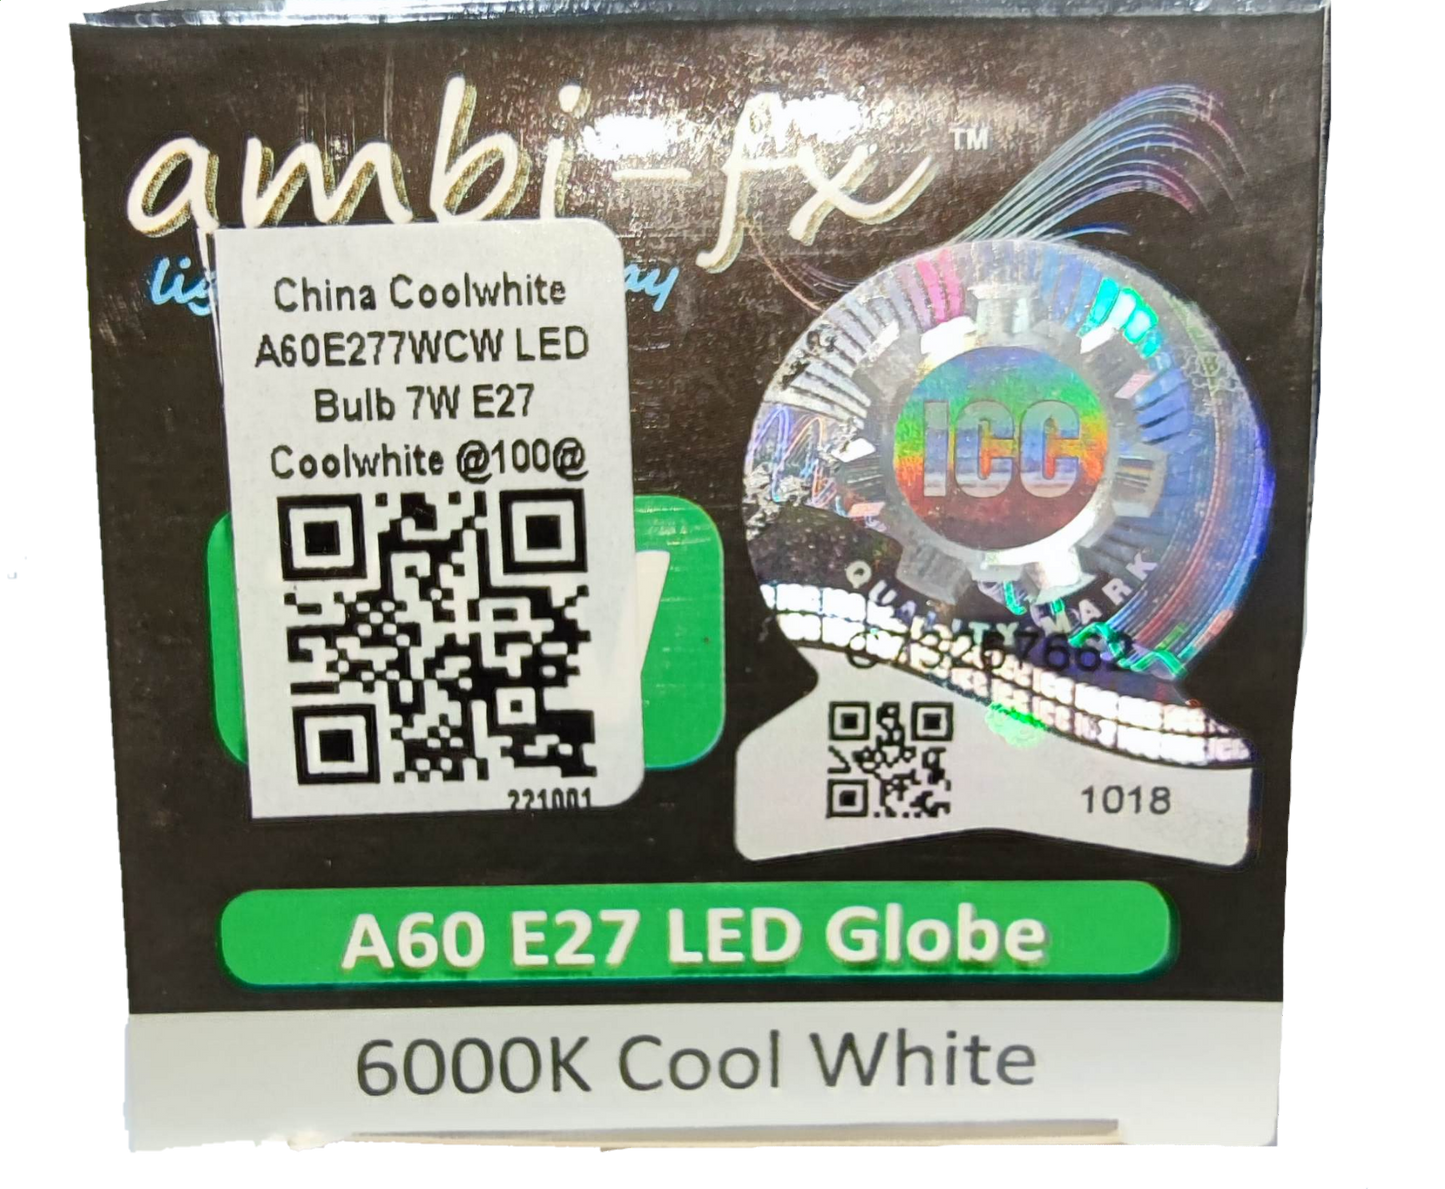 ambi-fx™
China Coolwhite
A60E277WCW LED
Bulb 7W E27
Coolwhite @100@
221001
ICC
QUALITY MARK
1018
A60 E27 LED Globe
6000K Cool White